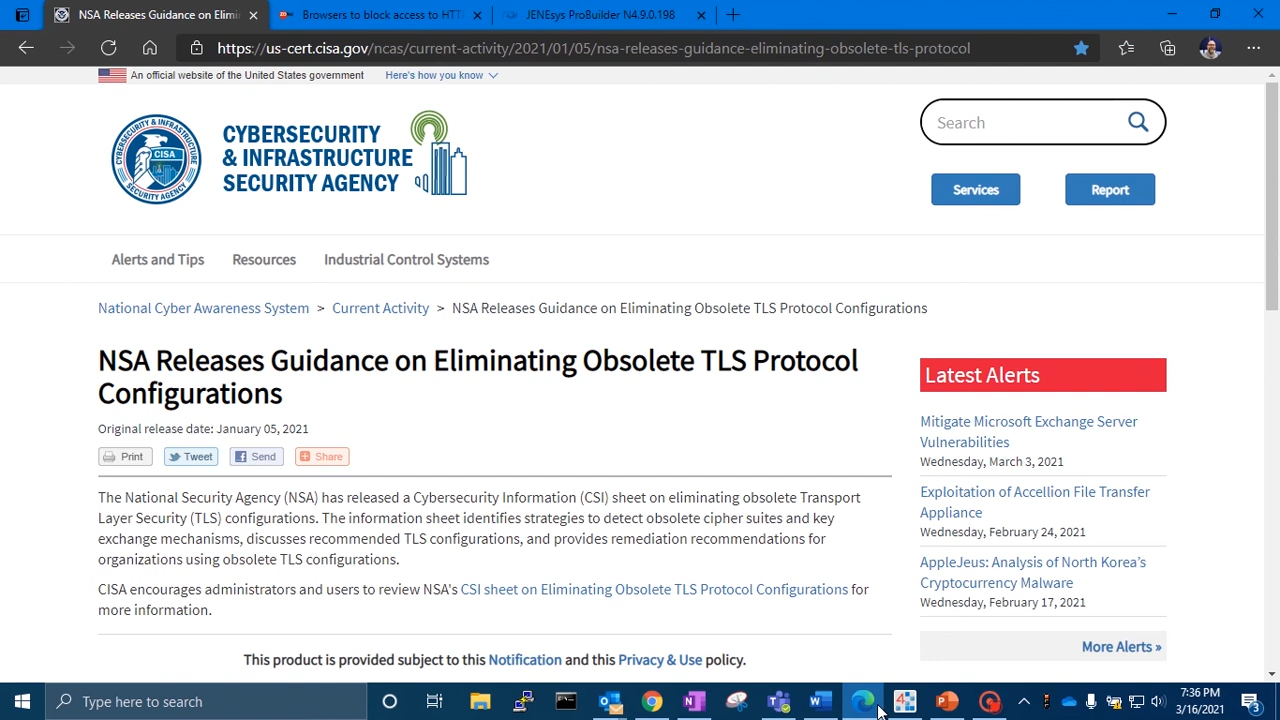 NSA Releases Guidance on Elimin
Browsers to block access to HTT
JENEsys ProBuilder N4.9.0.198
https://us-cert.cisa.gov/ncas/current-activity/2021/01/05/nsa-releases-guidance-eliminating-obsolete-tls-protocol
An official website of the United States government
Here's how you know
CYBERSECURITY
& INFRASTRUCTURE
SECURITY AGENCY
CYBERSECURITY & INFRASTRUCTURE
CISA
SECURITY AGENCY
Search
Services
Report
Alerts and Tips
Resources
Industrial Control Systems
National Cyber Awareness System > Current Activity > NSA Releases Guidance on Eliminating Obsolete TLS Protocol Configurations
NSA Releases Guidance on Eliminating Obsolete TLS Protocol
Configurations
Original release date: January 05, 2021
Print
Tweet
Send
Share
The National Security Agency (NSA) has released a Cybersecurity Information (CSI) sheet on eliminating obsolete Transport
Layer Security (TLS) configurations. The information sheet identifies strategies to detect obsolete cipher suites and key
exchange mechanisms, discusses recommended TLS configurations, and provides remediation recommendations for
organizations using obsolete TLS configurations.
CISA encourages administrators and users to review NSA's CSI sheet on Eliminating Obsolete TLS Protocol Configurations for
more information.
This product is provided subject to this Notification and this Privacy & Use policy.
Latest Alerts
Mitigate Microsoft Exchange Server
Vulnerabilities
Wednesday, March 3, 2021
Exploitation of Accellion File Transfer
Appliance
Wednesday, February 24, 2021
AppleJeus: Analysis of North Korea's
Cryptocurrency Malware
Wednesday, February 17, 2021
More Alerts »
Type here to search
7:36 PM
3/16/2021
3